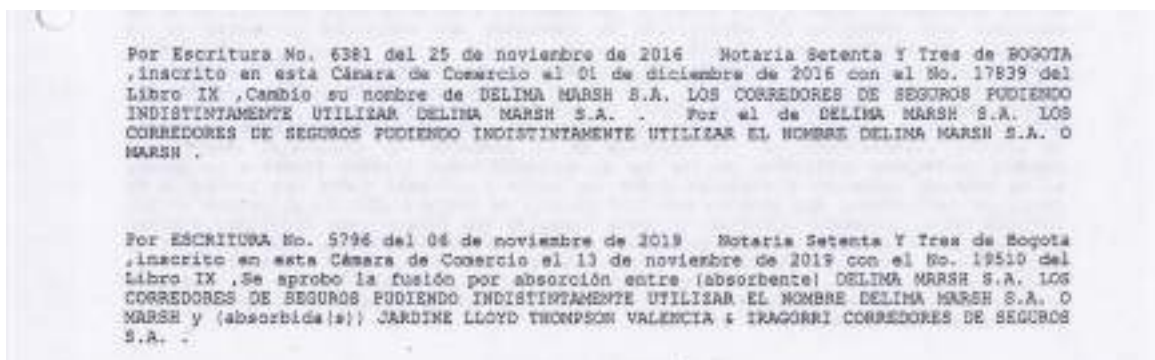 Por Escritura No. 6381 del 25 de noviembre de 2016 Notaria Setenta Y Tres de BOGOTA
,inscrito en esta Cámara de Comercio el 01 de diciembre de 2016 con el No. 17839 del
Libro IX ,Cambio su nombre de DELIMA MARSH S.A. LOS CORREDORES DE SEGUROS PUDIENDO
INDISTINTAMENTE UTILIZAR DELIMA MARSH S.A. . Por el de DELIMA MARSH S.A. LOS
CORREDORES DE SEGUROS PUDIENDO INDISTINTAMENTE UTILIZAR EL NOMBRE DELIMA MARSH S.A. O
MARSH .
Por ESCRITURA No. 5796 del 06 de noviembre de 2019 Notaria Setenta Y Tres de Bogota
,inscrito en esta Cámara de Comercio el 13 de noviembre de 2019 con el No. 19510 del
Libro IX ,Se aprobo la fusión por absorción entre (absorbente) DELIMA MARSH S.A. LOS
CORREDORES DE SEGUROS PUDIENDO INDISTINTAMENTE UTILIZAR EL NOMBRE DELIMA MARSH S.A. O
MARSH y (absorbida(s)) JARDINE LLOYD THOMPSON VALENCIA & IRAGORRI CORREDORES DE SEGUROS
S.A. .